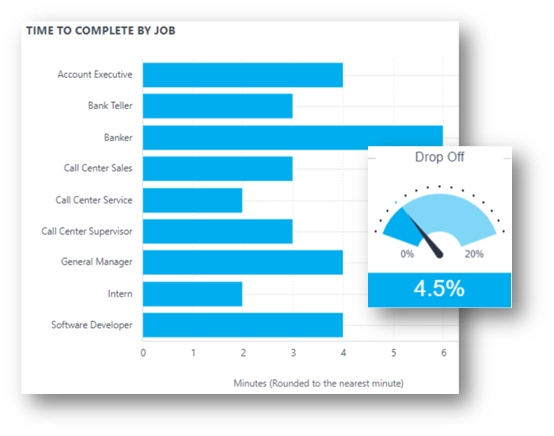 TIME TO COMPLETE BY JOB
Account Executive
Bank Teller
Banker
Call Center Sales
Call Center Service
Call Center Supervisor
General Manager
Intern
Software Developer
0 1 2 3 4 5 6
Minutes (Rounded to the nearest minute)
Drop Off
0% 20%
4.5%